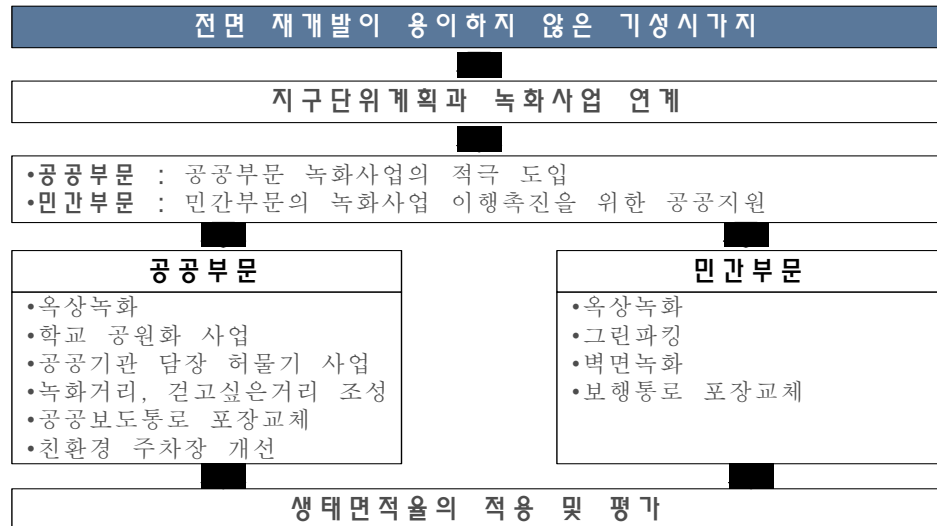 전면 재개발이 용이하지 않은 기성시가지
지구단위계획과 녹화사업 연계
•공공부문 : 공공부문 녹화사업의 적극 도입
•민간부문 : 민간부문의 녹화사업 이행촉진을 위한 공공지원
공공부문
•옥상녹화
•학교 공원화 사업
•공공기관 담장 허물기 사업
•녹화거리, 걷고싶은거리 조성
•공공보도통로 포장교체
•친환경 주차장 개선
민간부문
•옥상녹화
•그린파킹
•벽면녹화
•보행통로 포장교체
생태면적율의 적용 및 평가